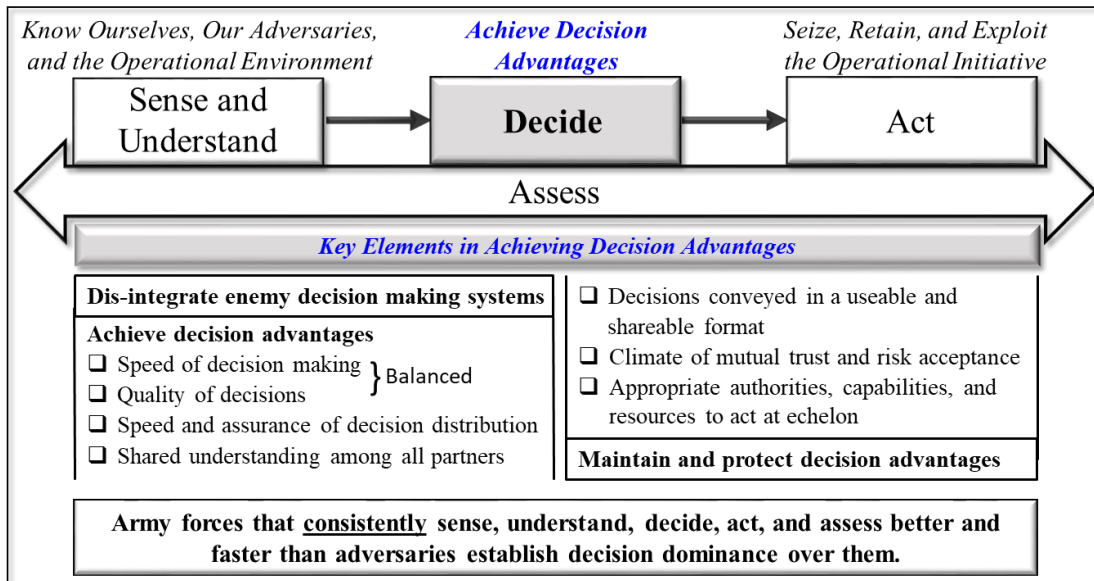 Know Ourselves, Our Adversaries,
and the Operational Environment
Sense and
Understand
Achieve Decision
Advantages
Decide
Seize, Retain, and Exploit
the Operational Initiative
Act
Assess
Key Elements in Achieving Decision Advantages
Dis-integrate enemy decision making systems
Achieve decision advantages
❑ Speed of decision making
❑ Quality of decisions
} Balanced
❑ Speed and assurance of decision distribution
❑ Shared understanding among all partners
❑ Decisions conveyed in a useable and
shareable format
❑ Climate of mutual trust and risk acceptance
❑ Appropriate authorities, capabilities, and
resources to act at echelon
Maintain and protect decision advantages
Army forces that consistently sense, understand, decide, act, and assess better and
faster than adversaries establish decision dominance over them.